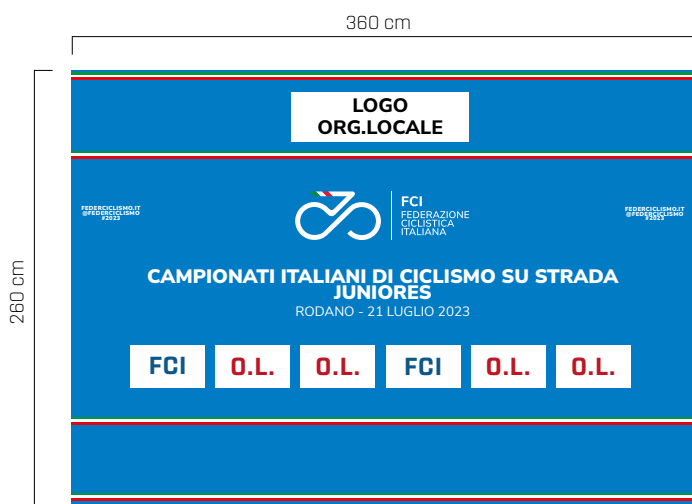 360 cm
260 cm
LOGO
ORG.LOCALE
FEDERCICLISMO.IT
@FEDERCICLISMO
#2023
FCI
FEDERAZIONE
CICLISTICA
ITALIANA
FEDERCICLISMO.IT
@FEDERCICLISMO
#2023
CAMPIONATI ITALIANI DI CICLISMO SU STRADA
JUNIORES
RODANO - 21 LUGLIO 2023
FCI O.L. O.L. FCI O.L. O.L.